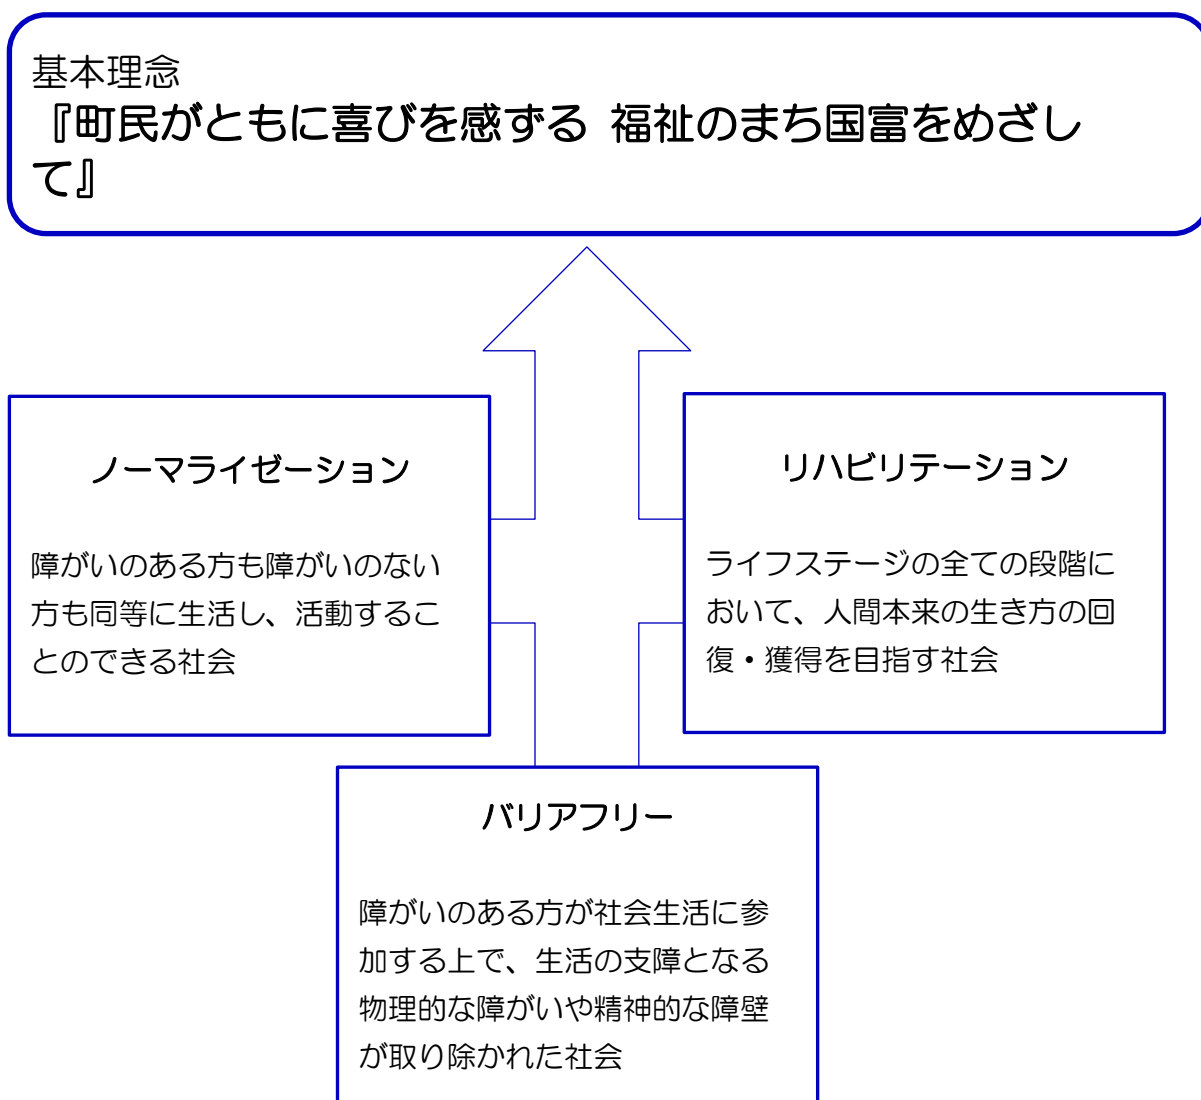 基本理念
『町民がともに喜びを感ずる 福祉のまち国富をめざし
て』
ノーマライゼーション
障がいのある方も障がいのない
方も同等に生活し、活動するこ
とのできる社会
リハビリテーション
ライフステージの全ての段階に
おいて、人間本来の生き方の回
復・獲得を目指す社会
バリアフリー
障がいのある方が社会生活に参
加する上で、生活の支障となる
物理的な障がいや精神的な障壁
が取り除かれた社会